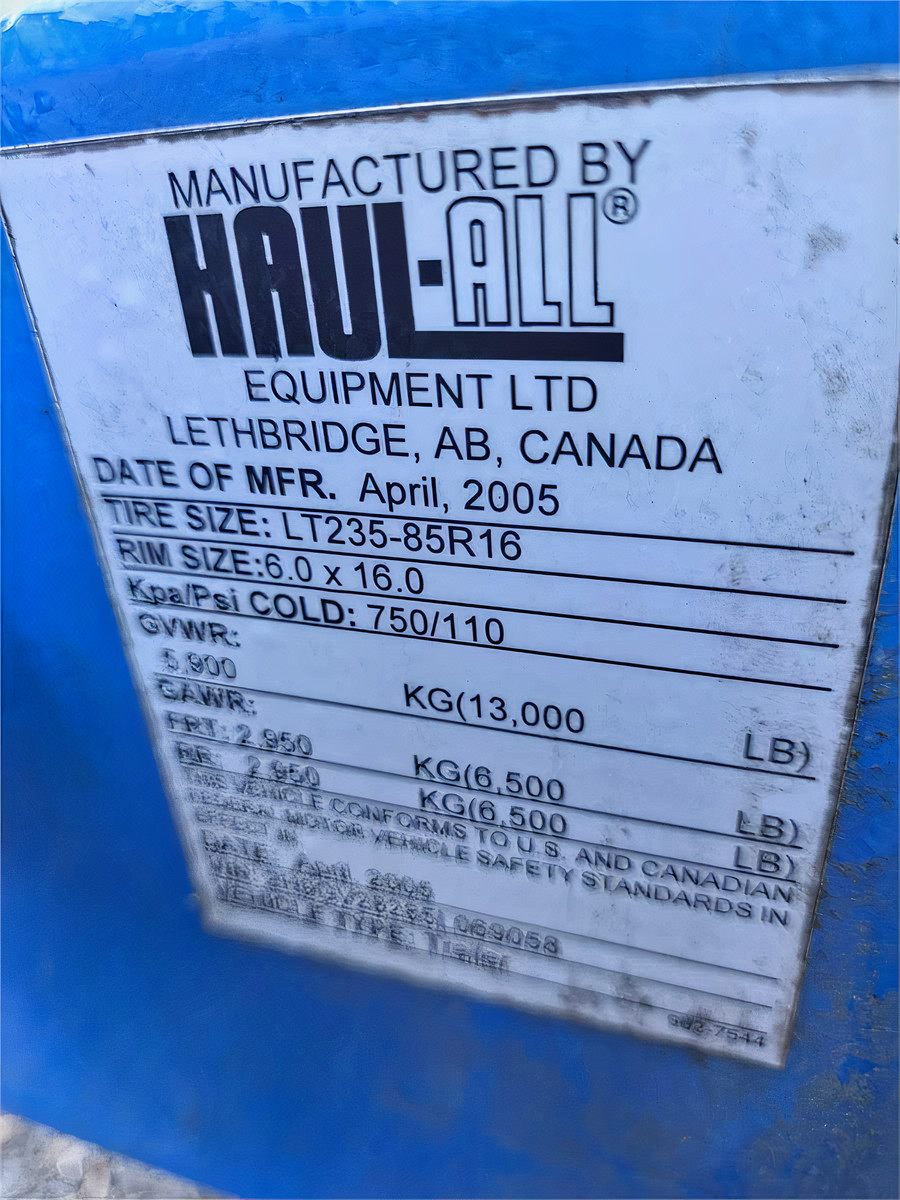 MANUFACTURED BY
HAUL-ALL®
EQUIPMENT LTD
LETHBRIDGE, AB, CANADA
DATE OF MFR. April, 2005
TIRE SIZE: LT235-85R16
RIM SIZE:6.0 x 16.0
Kpa/Psi COLD: 750/110
GVWR:
5,900 KG(13,000 LB)
GAWR:
FRT: 2,950 KG(6,500 LB)
RR: 2,950 KG(6,500 LB)
THIS VEHICLE CONFORMS TO U.S. AND CANADIAN
FEDERAL MOTOR VEHICLE SAFETY STANDARDS IN
EFFECT IN
DATE: April 2005
VIN:
VEHICLE TYPE: Trailer